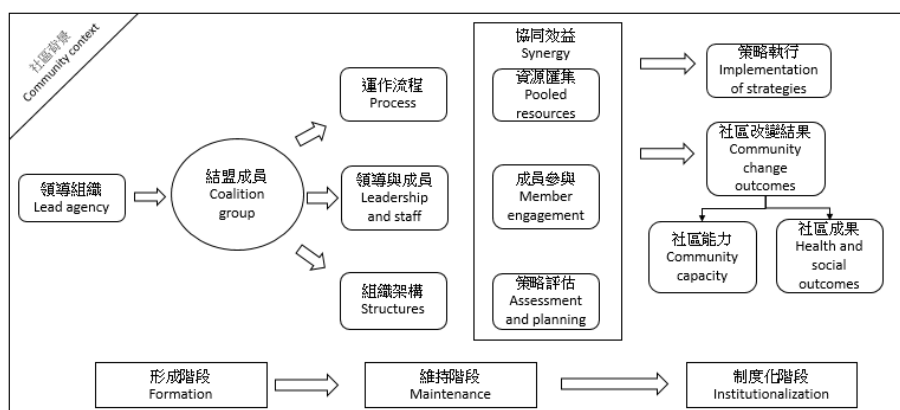 社區背景
Community context
領導組織
Lead agency
結盟成員
Coalition
group
運作流程
Process
領導與成員
Leadership
and staff
組織架構
Structures
協同效益
Synergy
資源匯集
Pooled
resources
成員參與
Member
engagement
策略評估
Assessment
and planning
策略執行
Implementation
of strategies
社區改變結果
Community
change
outcomes
社區能力
Community
capacity
社區成果
Health and
social
outcomes
形成階段
Formation
維持階段
Maintenance
制度化階段
Institutionalization